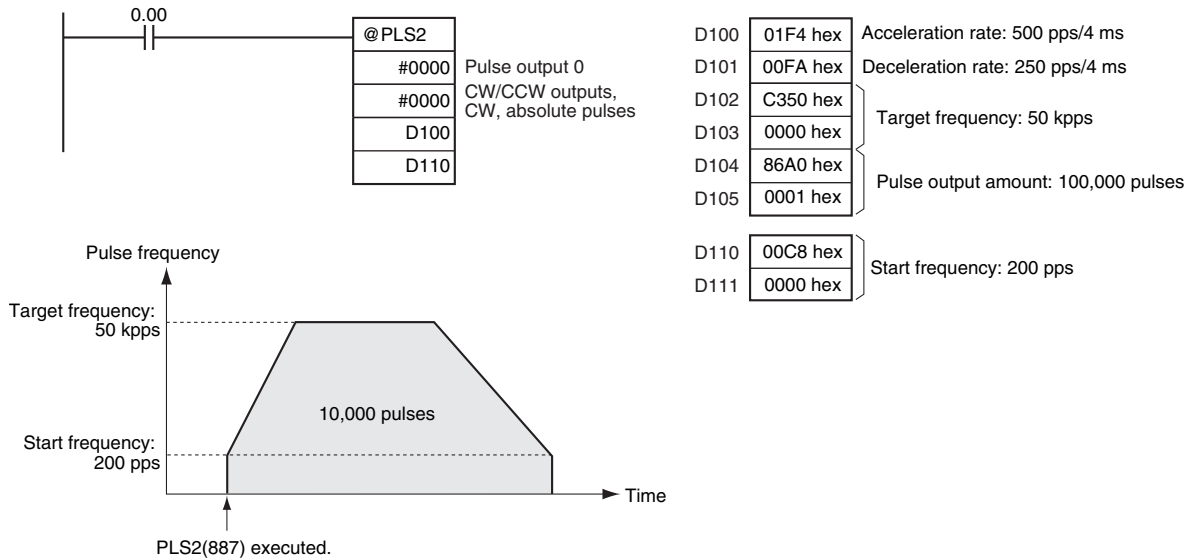 0.00
@PLS2
#0000 Pulse output 0
#0000 CW/CCW outputs,
CW, absolute pulses
D100
D110
D100 01F4 hex Acceleration rate: 500 pps/4 ms
D101 00FA hex Deceleration rate: 250 pps/4 ms
D102 C350 hex
Target frequency: 50 kpps
D103 0000 hex
D104 86A0 hex
Pulse output amount: 100,000 pulses
D105 0001 hex
D110 00C8 hex
Start frequency: 200 pps
D111 0000 hex
Pulse frequency
Target frequency:
50 kpps
10,000 pulses
Start frequency:
200 pps
Time
PLS2(887) executed.